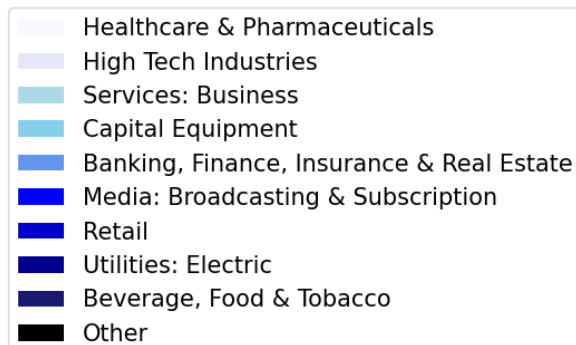 Healthcare & Pharmaceuticals
High Tech Industries
Services: Business
Capital Equipment
Banking, Finance, Insurance & Real Estate
Media: Broadcasting & Subscription
Retail
Utilities: Electric
Beverage, Food & Tobacco
Other